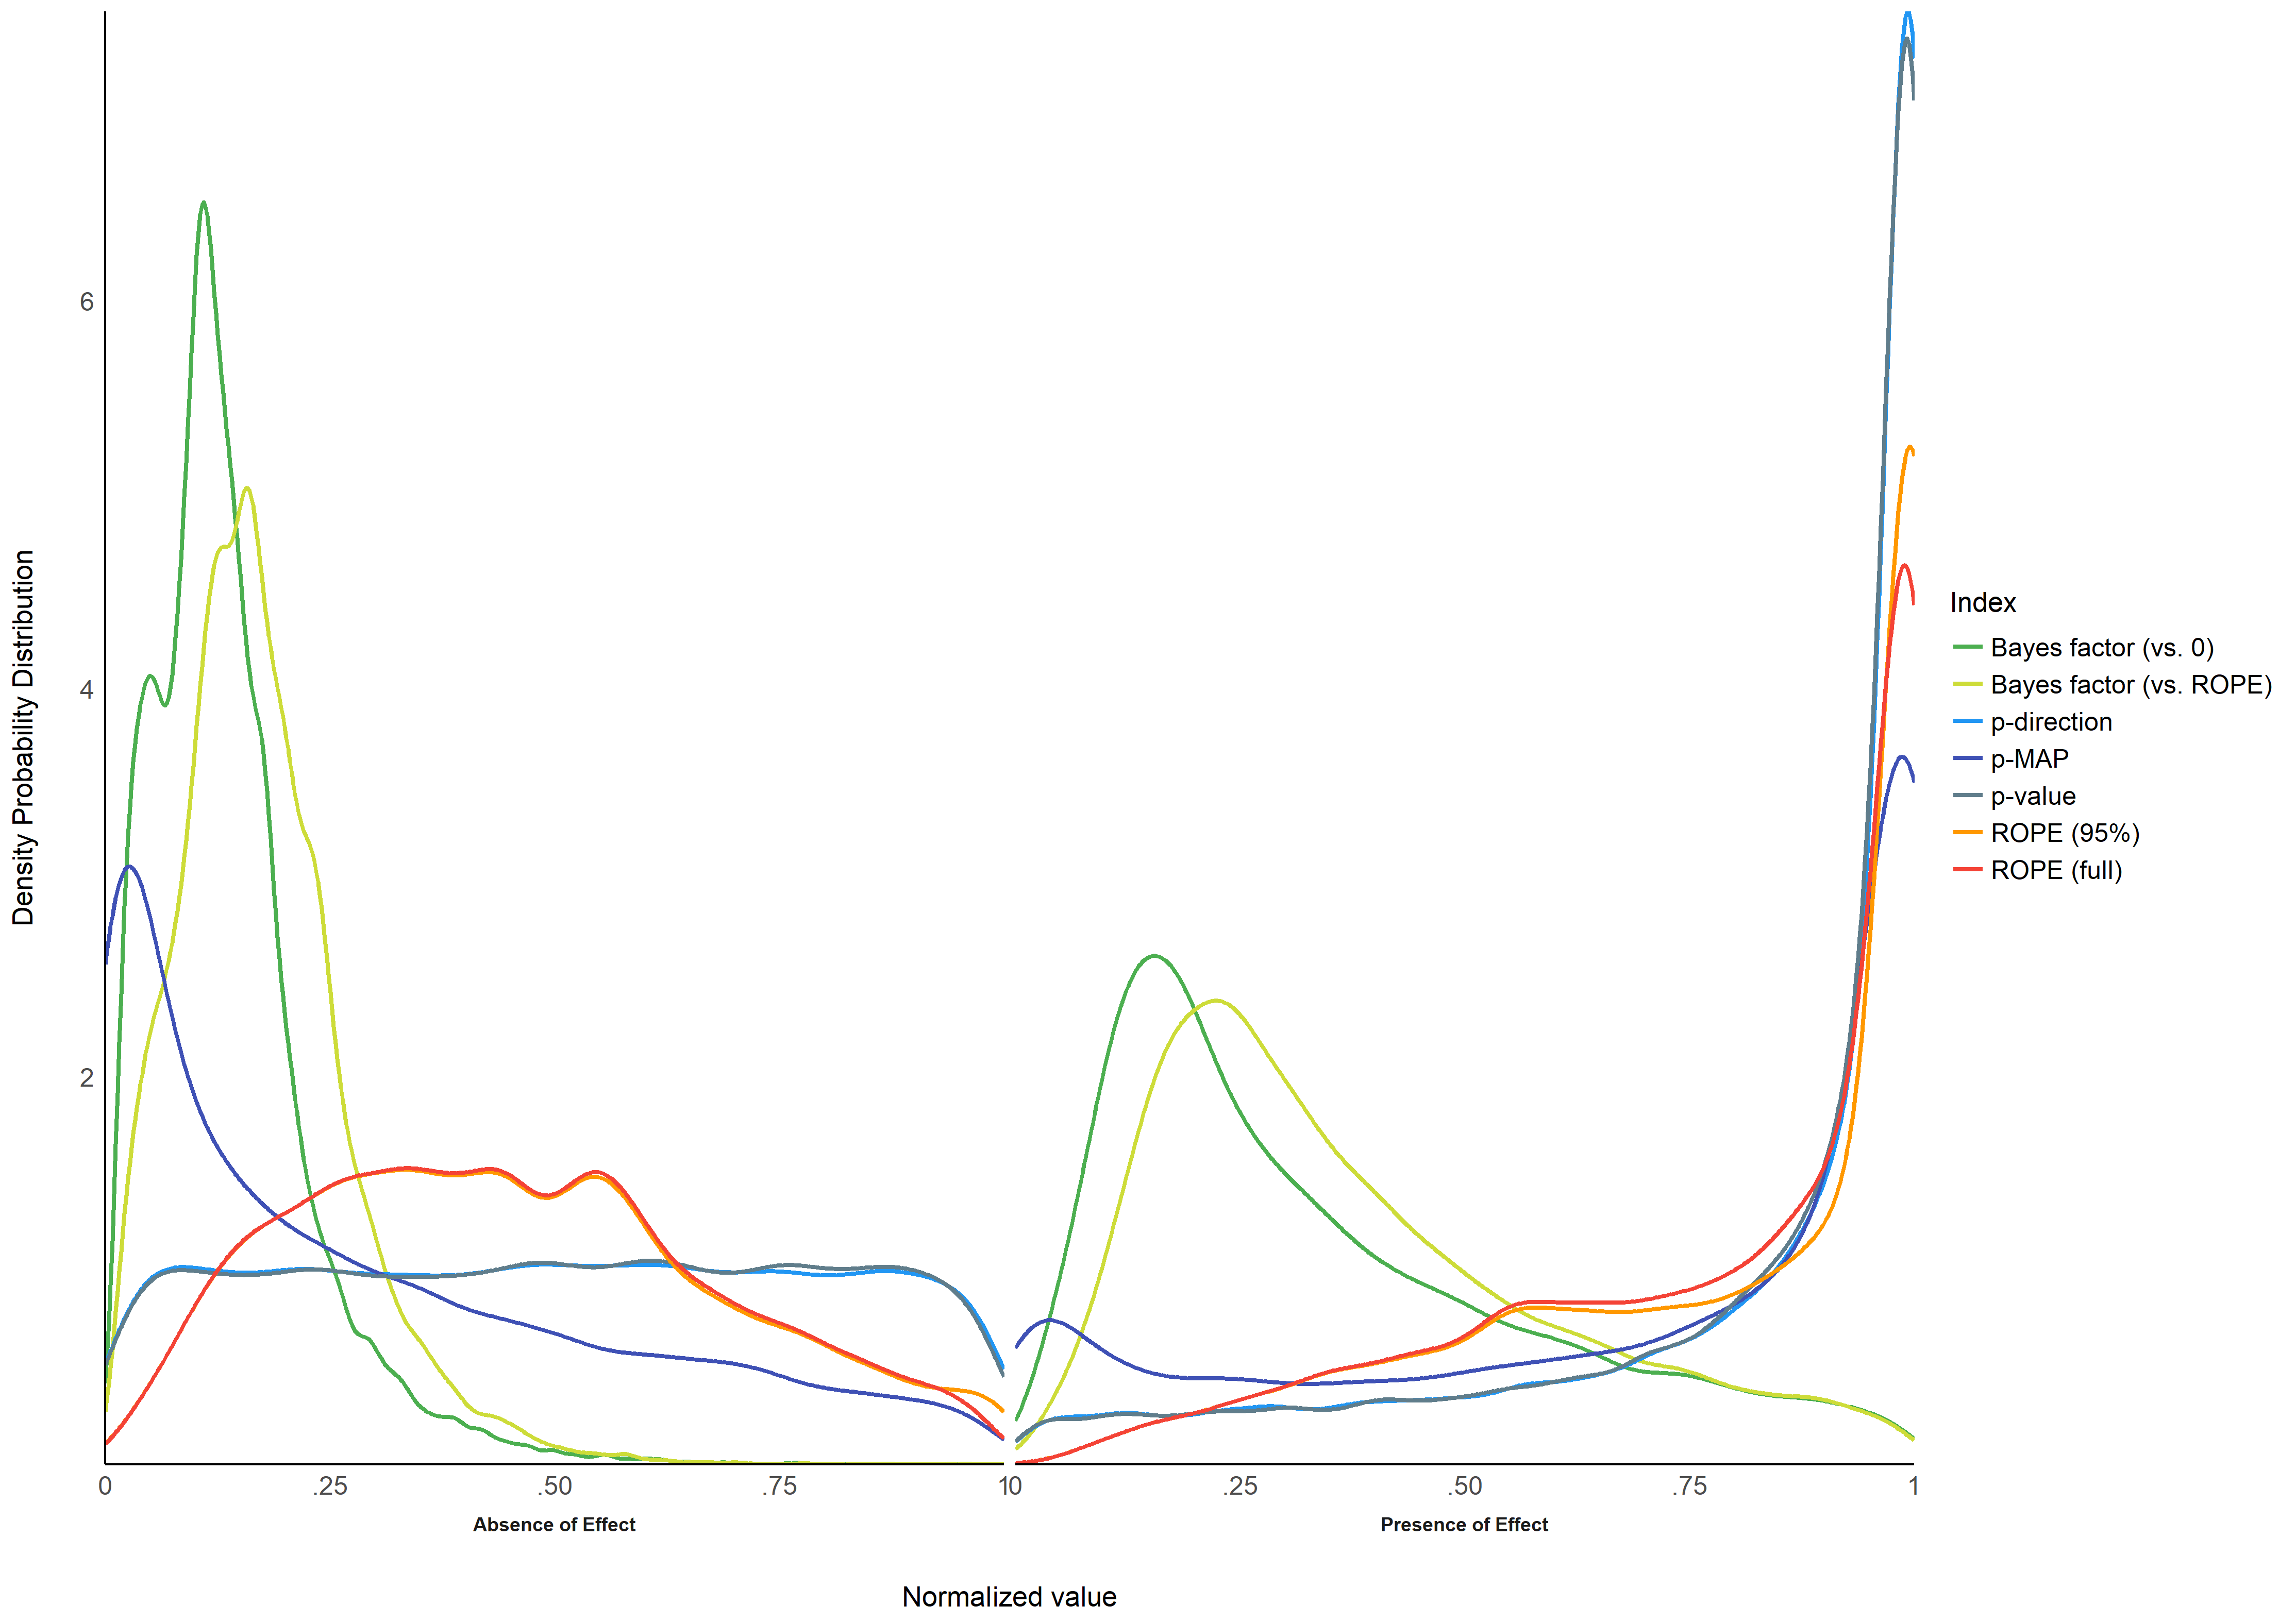 Density Probability Distribution
6
4
2
0 .25 .50 .75 1
0 .25 .50 .75 1
Absence of Effect
Presence of Effect
Normalized value
Index
Bayes factor (vs. 0)
Bayes factor (vs. ROPE)
p-direction
p-MAP
p-value
ROPE (95%)
ROPE (full)